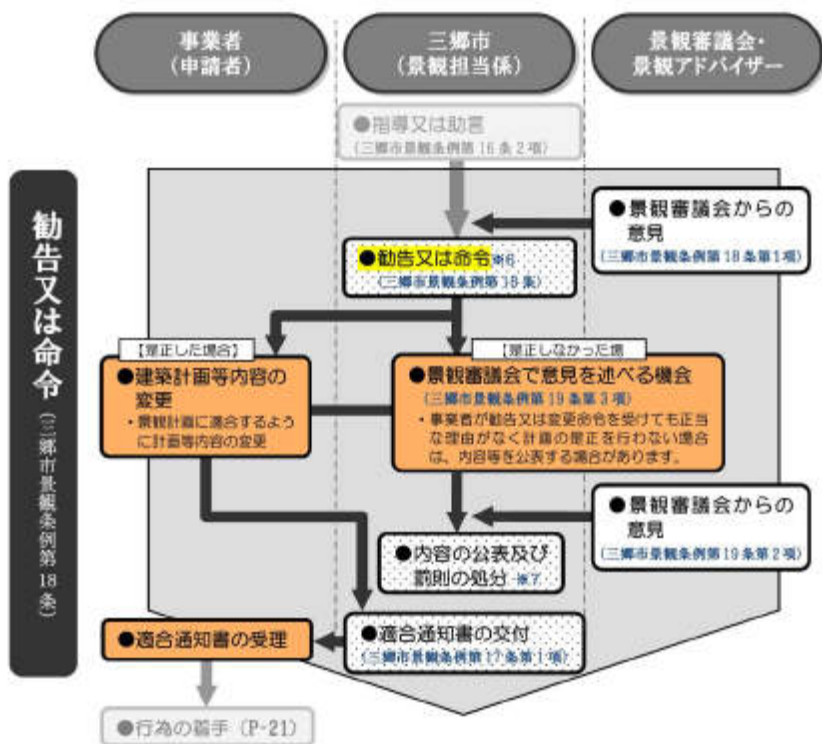 事業者
(申請者)
三郷市
(景観担当係)
景観審議会・
景観アドバイザー
勧告又は命令(三郷市景観条例第18条)
●指導又は助言
(三郷市景観条例第16条2項)
●景観審議会からの
意見
(三郷市景観条例第18条第1項)
●勧告又は命令※6
(三郷市景観条例第18条)
【是正した場合】
●建築計画等内容の
変更
・景観計画に適合するよう
に計画等内容の変更
【是正しなかった場
●景観審議会で意見を述べる機会
(三郷市景観条例第19条第3項)
・事業者が勧告又は変更命令を受けても正当
な理由がなく計画の是正を行わない場合
は、内容等を公表する場合があります。
●景観審議会からの
意見
(三郷市景観条例第19条第2項)
●内容の公表及び
罰則の処分 ※7
●適合通知書の受理
●適合通知書の交付
(三郷市景観条例第17条第1項)
●行為の着手(P-21)